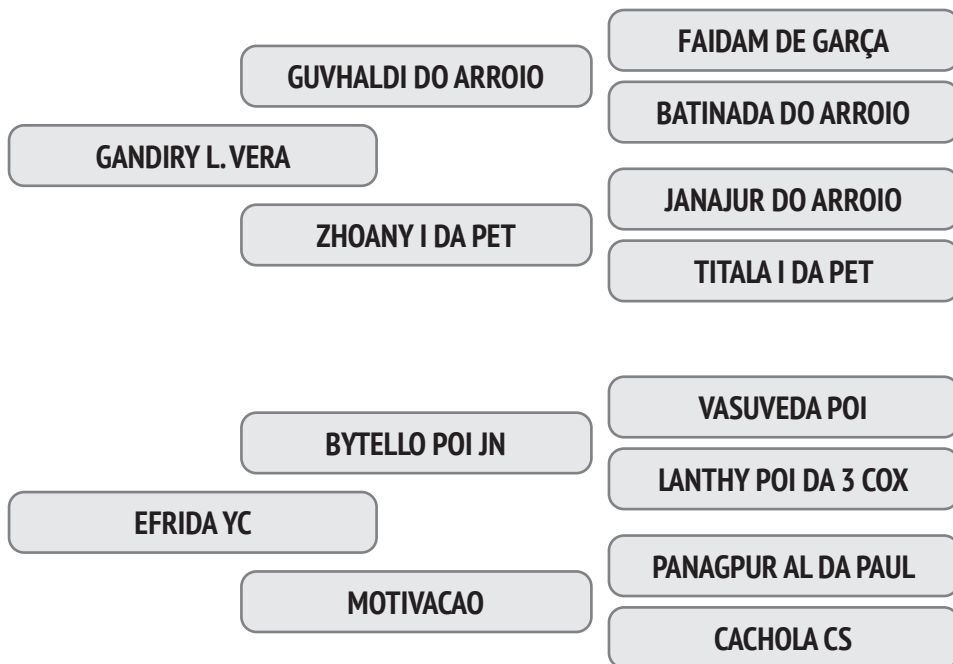 FAIDAM DE GARÇA
GUVHALDI DO ARROIO
BATINADA DO ARROIO
GANDIRY L. VERA
JANAJUR DO ARROIO
ZHOANY I DA PET
TITALA I DA PET
VASUVEDA POI
BYTELLO POI JN
LANTHY POI DA 3 COX
EFRIDA YC
PANAGPUR AL DA PAUL
MOTIVACAO
CACHOLA CS